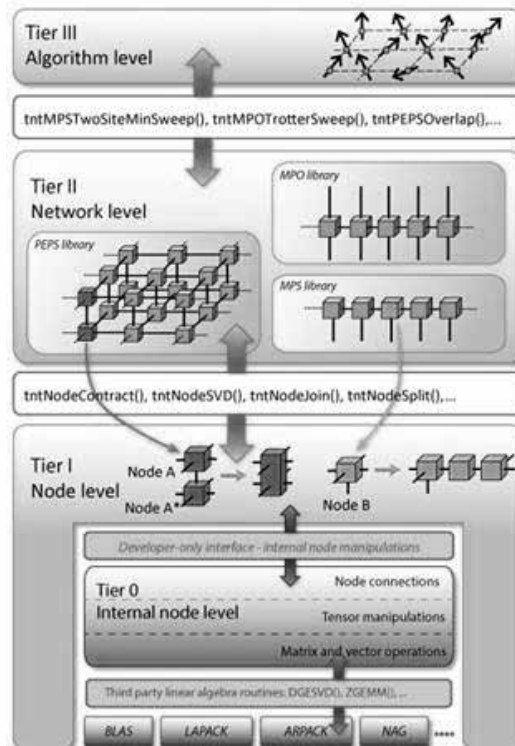 Tier III
Algorithm level
tntMPSTwoSiteMinSweep(), tntMPOTrotterSweep(), tntPEPSOverlap(),...
Tier II
Network level
MPO library
PEPS library
MPS library
tntNodeContract(), tntNodeSVD(), tntNodeJoin(), tntNodeSplit(),...
Tier I
Node level
Node A
Node A*
Node B
Developer-only interface - internal node manipulations
Tier 0
Internal node level
Node connections
Tensor manipulations
Matrix and vector operations
Third party linear algebra routines: DGESVD(), ZGEMM(), ...
BLAS
LAPACK
ARPACK
NAG
....